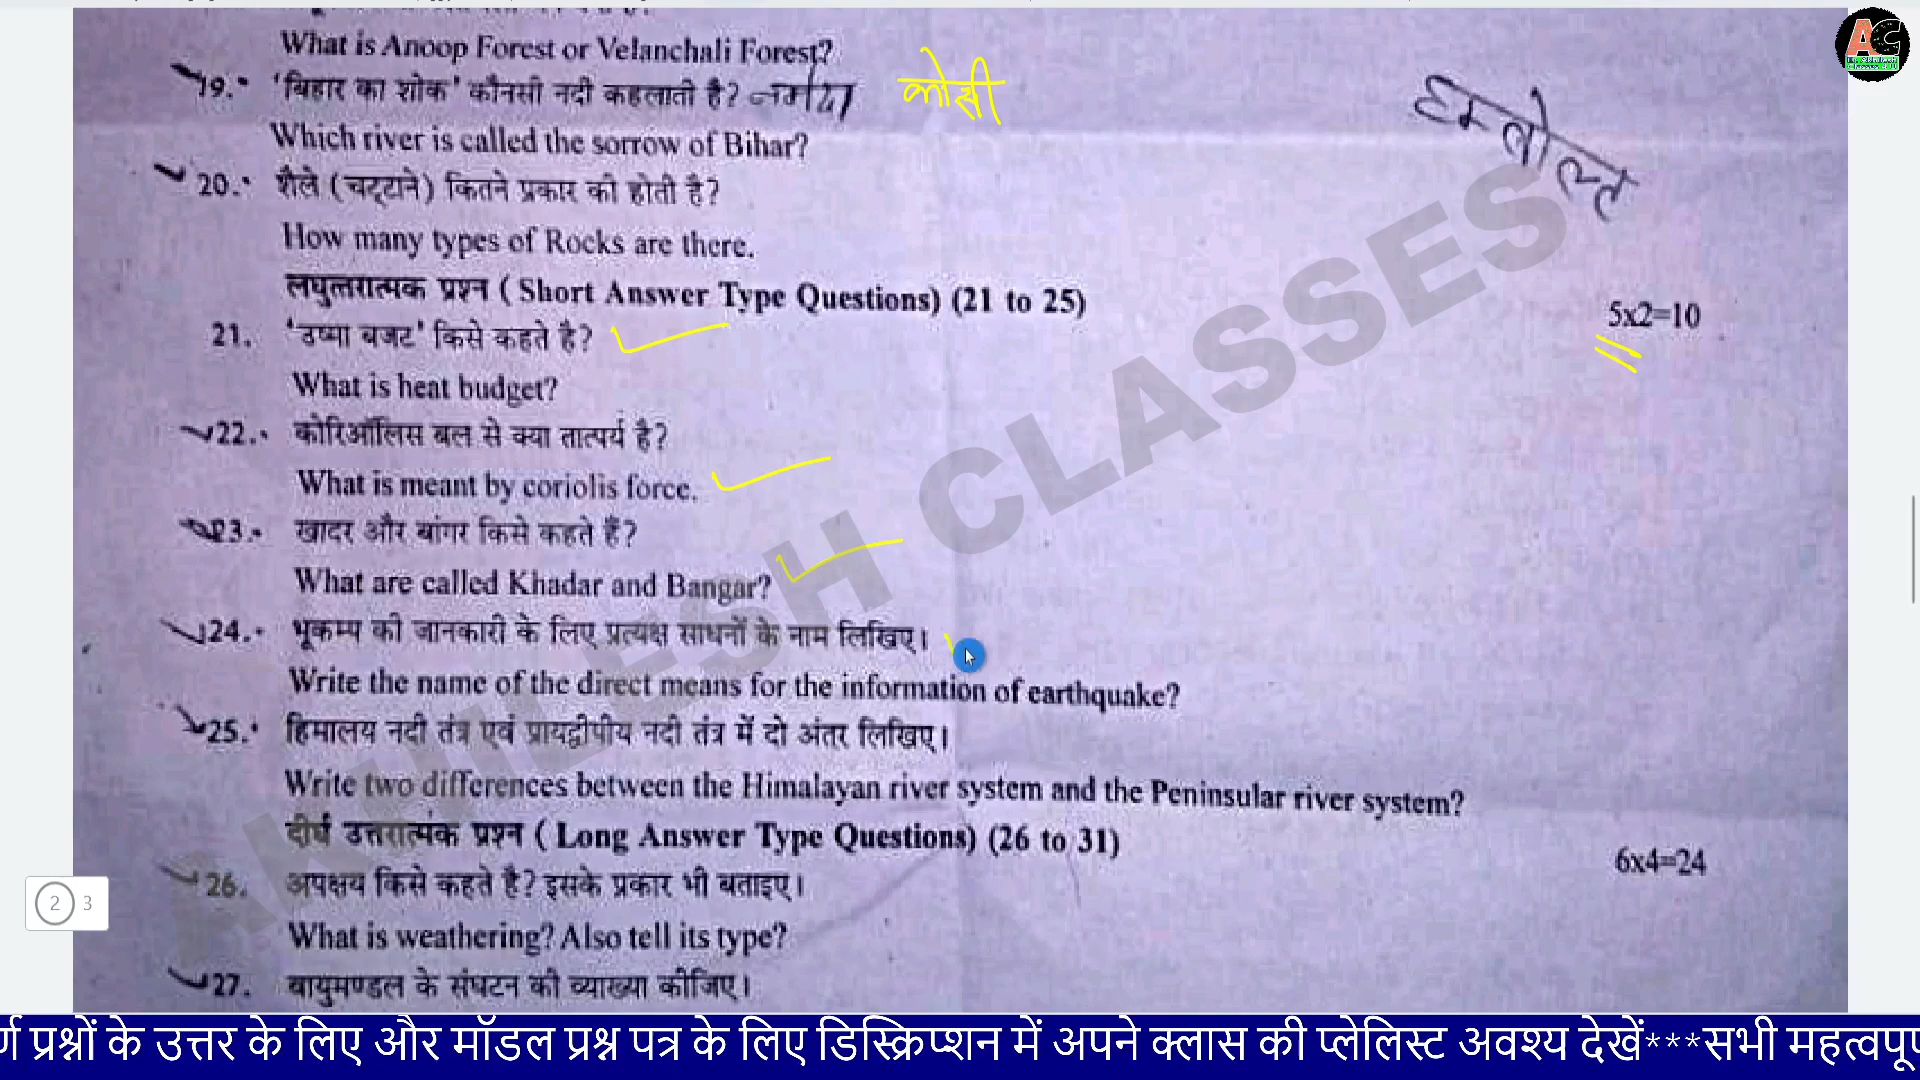 What is Anoop Forest or Velanchali Forest?
19. 'बिहार का शोक' कौनसी नदी कहलाती है? नर्मदा कोसी
Which river is called the sorrow of Bihar?
हम्लोल्त
20. शैले (चट्टाने) कितने प्रकार की होती है?
How many types of Rocks are there.
लघुत्तरात्मक प्रश्न ( Short Answer Type Questions) (21 to 25) 5x2=10
21. 'उष्मा बजट' किसे कहते है?
What is heat budget?
22. कोरिऑलिस बल से क्या तात्पर्य है?
What is meant by coriolis force.
23. खादर और बांगर किसे कहते हैं?
What are called Khadar and Bangar?
24. भूकम्प की जानकारी के लिए प्रत्यक्ष साधनों के नाम लिखिए।
Write the name of the direct means for the information of earthquake?
25. हिमालय नदी तंत्र एवं प्रायद्वीपीय नदी तंत्र में दो अंतर लिखिए।
Write two differences between the Himalayan river system and the Peninsular river system?
दीर्घ उत्तरात्मक प्रश्न ( Long Answer Type Questions) (26 to 31) 6x4=24
26. अपक्षय किसे कहते है? इसके प्रकार भी बताइए।
What is weathering? Also tell its type?
27. वायुमण्डल के संघटन की व्याख्या कीजिए।
AKHILESH CLASSES
AC
2 3
र्ण प्रश्नों के उत्तर के लिए और मॉडल प्रश्न पत्र के लिए डिस्क्रिप्शन में अपने क्लास की प्लेलिस्ट अवश्य देखें***सभी महत्वपूर्ण